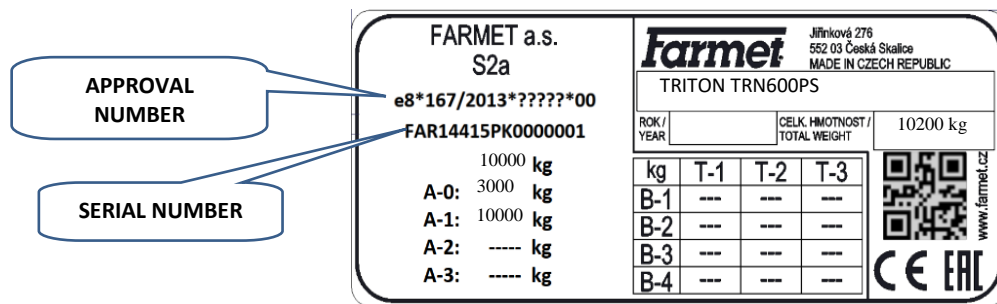 APPROVAL
NUMBER
SERIAL NUMBER
FARMET a.s.
S2a
e8*167/2013*?????*00
FAR14415PK0000001
10000 kg
A-0: 3000 kg
A-1: 10000 kg
A-2: ----- kg
A-3: ----- kg
Farmet
Jiřinková 276
552 03 Česká Skalice
MADE IN CZECH REPUBLIC
TRITON TRN600PS
ROK / YEAR
CELK. HMOTNOST / TOTAL WEIGHT 10200 kg
kg T-1 T-2 T-3
B-1 --- --- ---
B-2 --- --- ---
B-3 --- --- ---
B-4 --- --- ---
www.farmet.cz
CE EAC